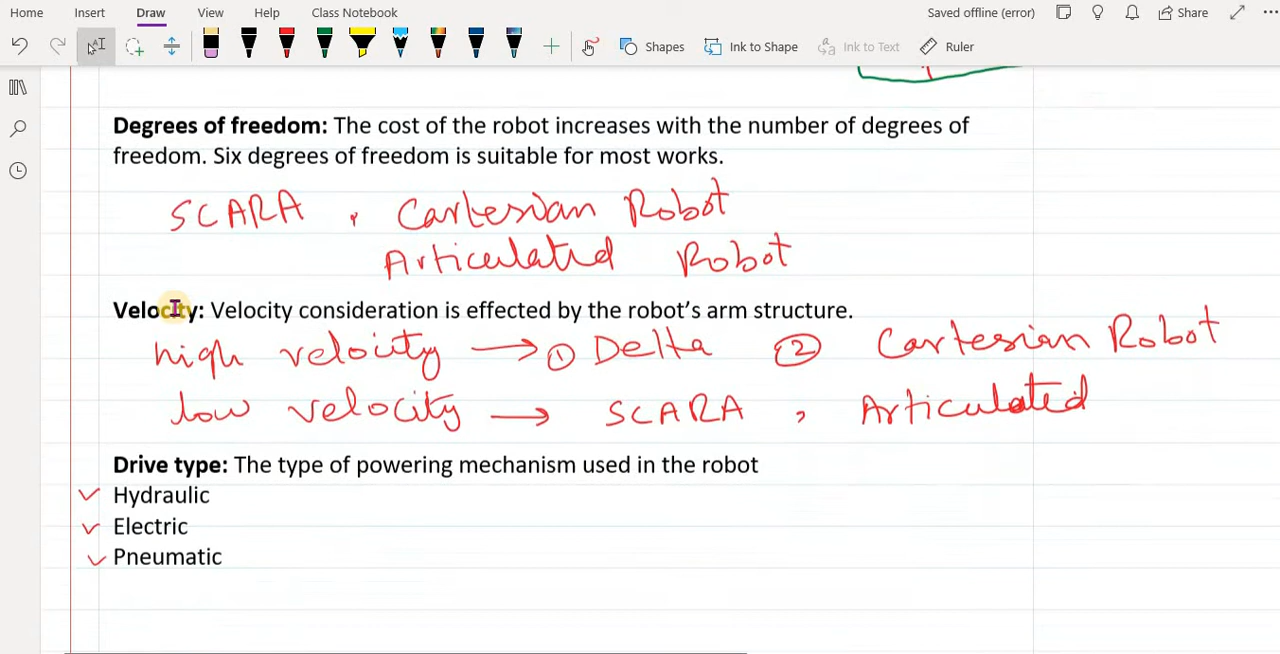 Home Insert Draw View Help Class Notebook Saved offline (error) Share
Shapes Ink to Shape Ink to Text Ruler
Degrees of freedom: The cost of the robot increases with the number of degrees of
freedom. Six degrees of freedom is suitable for most works.
SCARA , Cartesian Robot
Articulated Robot
Velocity: Velocity consideration is effected by the robot's arm structure.
high veloity → ① Delta ② Cartesian Robot
low velocity → SCARA , Articulated
Drive type: The type of powering mechanism used in the robot
✓ Hydraulic
✓ Electric
✓ Pneumatic